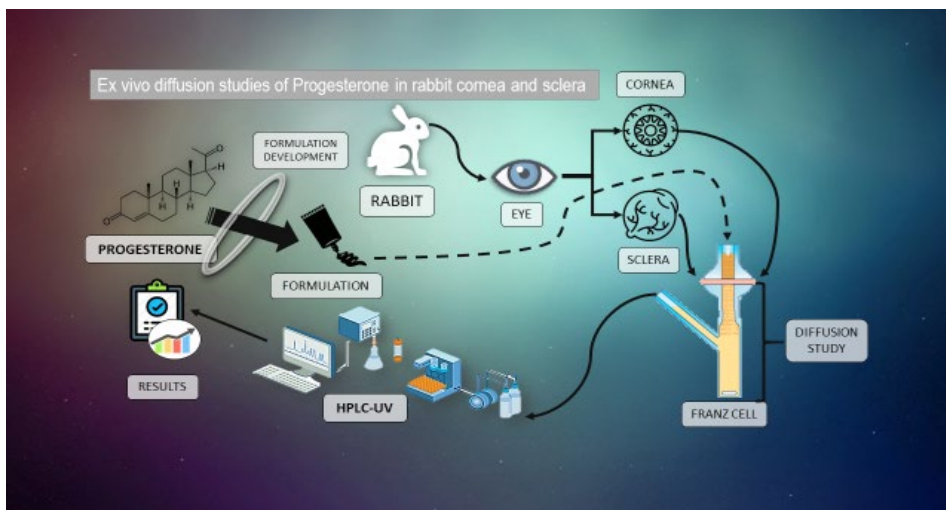 Ex vivo diffusion studies of Progesterone in rabbit cornea and sclera
CORNEA
FORMULATION
DEVELOPMENT
RABBIT
EYE
PROGESTERONE
SCLERA
FORMULATION
DIFFUSION
STUDY
RESULTS
HPLC-UV
FRANZ CELL
O
H
H
H
H
O